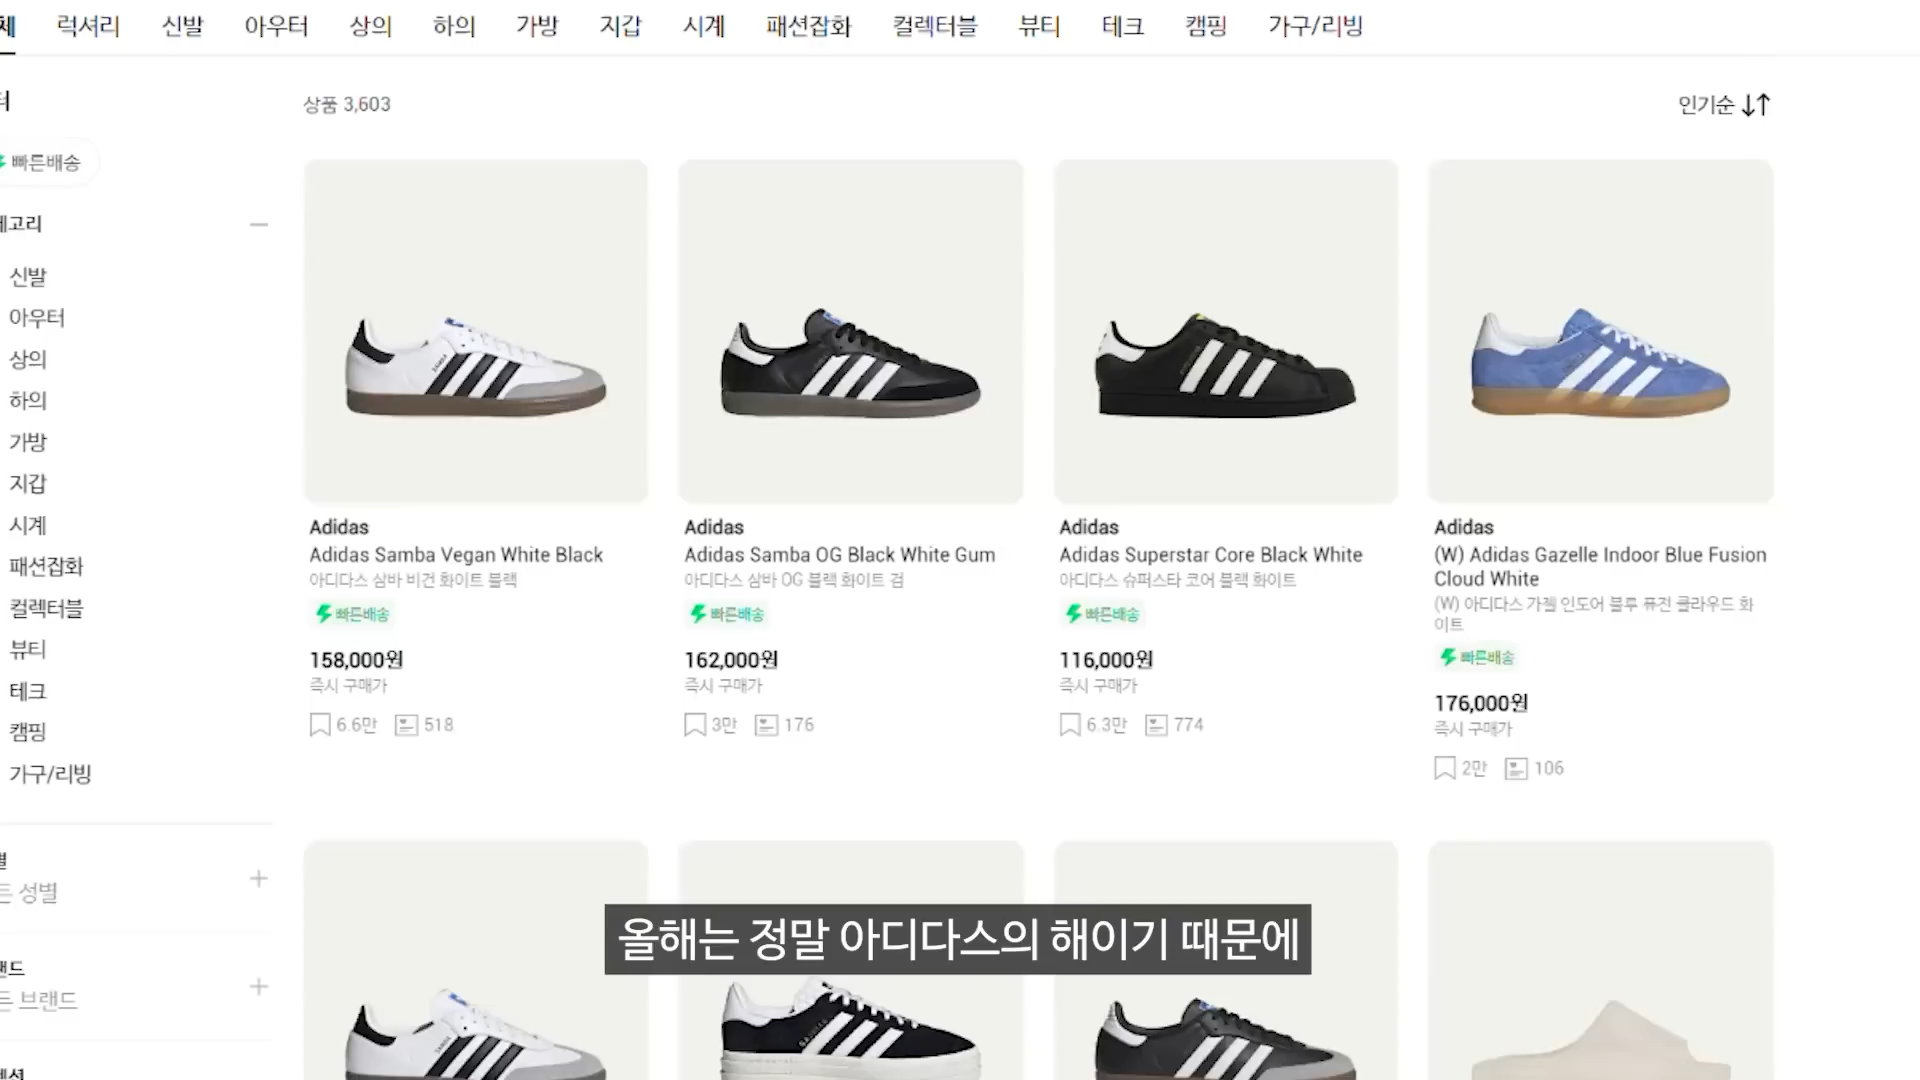 체 럭셔리 신발 아우터 상의 하의 가방 지갑 시계 패션잡화 컬렉터블 뷰티 테크 캠핑 가구/리빙
상품 3,603
인기순
빠른배송
고리
신발
아우터
상의
하의
가방
지갑
시계
패션잡화
컬렉터블
뷰티
테크
캠핑
가구/리빙
성별
브랜드
Adidas
Adidas Samba Vegan White Black
아디다스 삼바 비건 화이트 블랙
빠른배송
158,000원
즉시 구매가
6.6만 518
Adidas
Adidas Samba OG Black White Gum
아디다스 삼바 OG 블랙 화이트 검
빠른배송
162,000원
즉시 구매가
3만 176
Adidas
Adidas Superstar Core Black White
아디다스 슈퍼스타 코어 블랙 화이트
빠른배송
116,000원
즉시 구매가
6.3만 774
Adidas
(W) Adidas Gazelle Indoor Blue Fusion
Cloud White
(W) 아디다스 가젤 인도어 블루 퓨전 클라우드 화
이트
빠른배송
176,000원
즉시 구매가
2만 106
올해는 정말 아디다스의 해이기 때문에